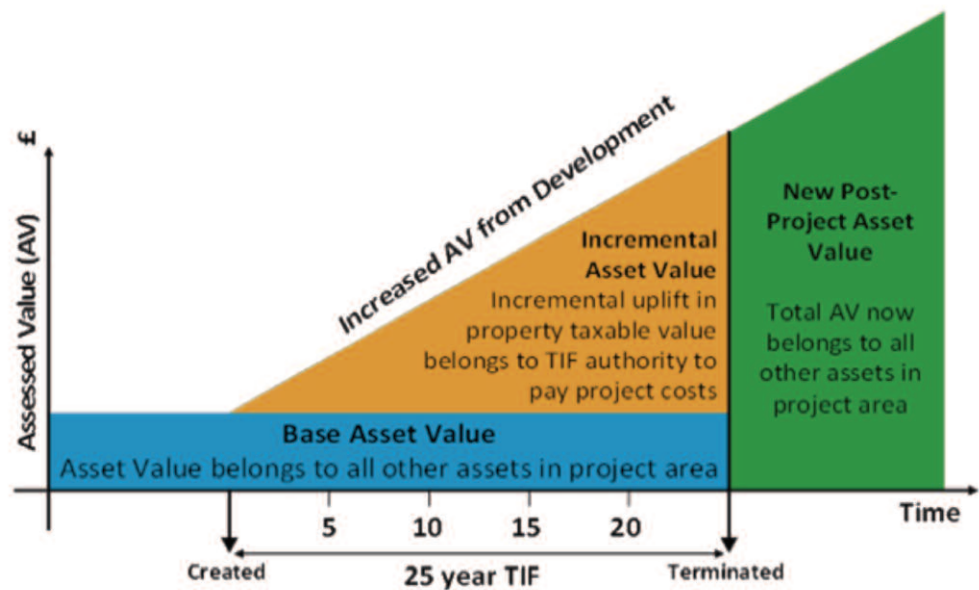 £
Assessed Value (AV)
Increased AV from Development
Incremental
Asset Value
Incremental uplift in
property taxable value
belongs to TIF authority to
pay project costs
New Post-
Project Asset
Value
Total AV now
belongs to all
other assets in
project area
Base Asset Value
Asset Value belongs to all other assets in project area
5 10 15 20
Time
Created
25 year TIF
Terminated